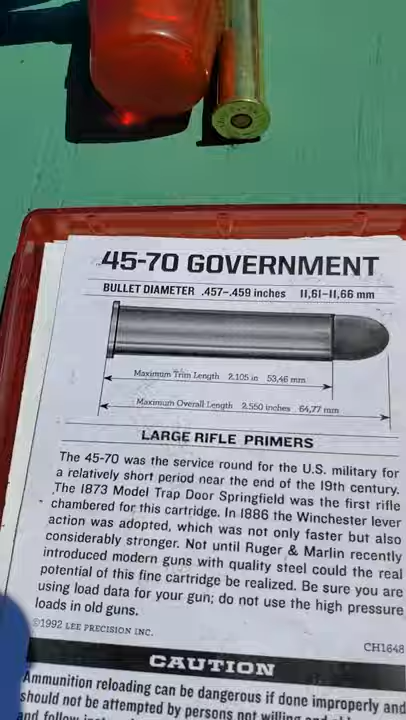 .45-70 GOVERNMENT
BULLET DIAMETER .457-.459 inches 11,61-11,66 mm
Maximum Trim Length 2.105 in 53,46 mm
Maximum Overall Length 2.550 inches 64,77 mm
LARGE RIFLE PRIMERS
The 45-70 was the service round for the U.S. military for
a relatively short period near the end of the 19th century.
The 1873 Model Trap Door Springfield was the first rifle
chambered for this cartridge. In 1886 the Winchester lever
action was adopted, which was not only faster but also
considerably stronger. Not until Ruger & Marlin recently
introduced modern guns with quality steel could the real
potential of this fine cartridge be realized. Be sure you are
using load data for your gun; do not use the high pressure
loads in old guns.
©1992 LEE PRECISION INC.
CH1648
CAUTION
Ammunition reloading can be dangerous if done improperly and
should not be attempted by persons not willing and
and follow